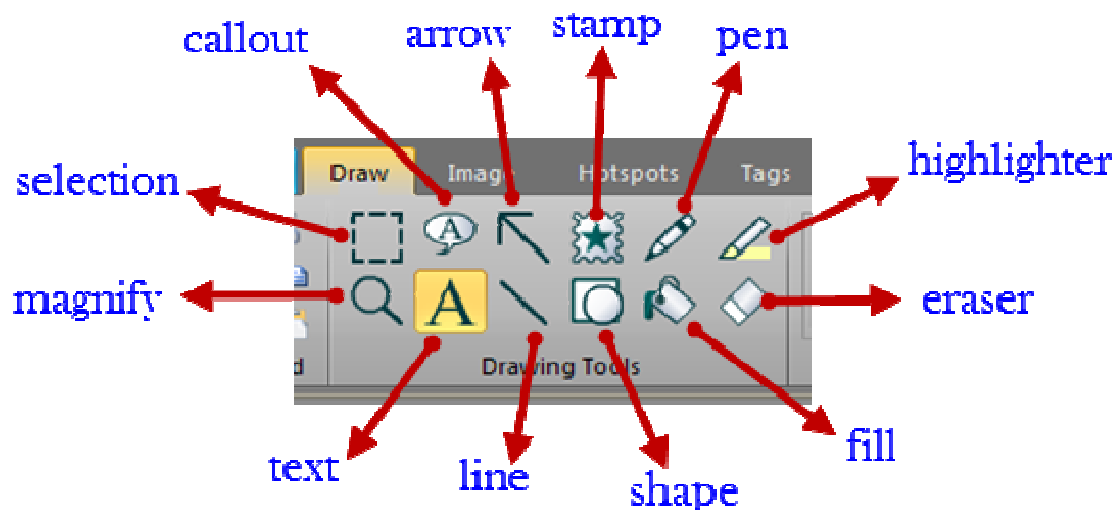 callout
arrow
stamp
pen
selection
Draw
Image
Hotspots
Tags
highlighter
A
magnify
A
eraser
d
Drawing Tools
text
line
shape
fill